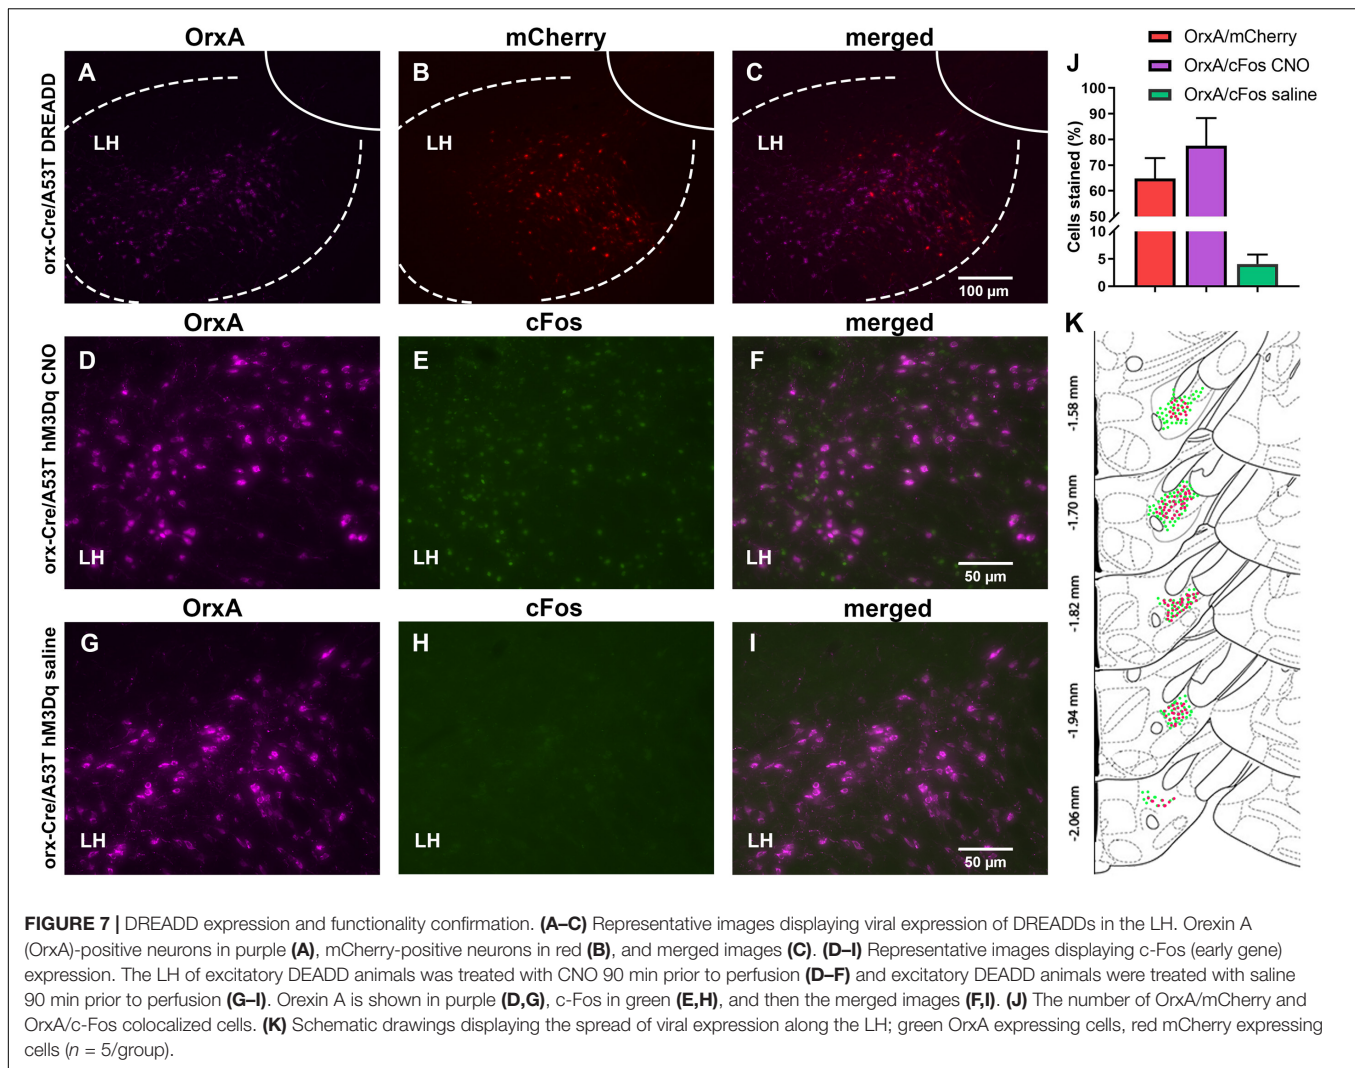 OrxA mCherry merged
orx-Cre/A53T DREADD
A B C
LH LH LH
100 µm
OrxA cFos merged
orx-Cre/A53T hM3Dq CNO
D E F
LH LH LH
50 µm
OrxA cFos merged
orx-Cre/A53T hM3Dq saline
G H I
LH LH LH
50 µm
OrxA/mCherry
OrxA/cFos CNO
OrxA/cFos saline
J
Cells stained (%)
100
90
80
70
60
50
10
5
0
K
-1.58 mm
-1.70 mm
-1.82 mm
-1.94 mm
-2.06 mm
FIGURE 7 | DREADD expression and functionality confirmation. (A–C) Representative images displaying viral expression of DREADDs in the LH. Orexin A
(OrxA)-positive neurons in purple (A), mCherry-positive neurons in red (B), and merged images (C). (D–I) Representative images displaying c-Fos (early gene)
expression. The LH of excitatory DEADD animals was treated with CNO 90 min prior to perfusion (D–F) and excitatory DEADD animals were treated with saline
90 min prior to perfusion (G–I). Orexin A is shown in purple (D,G), c-Fos in green (E,H), and then the merged images (F,I). (J) The number of OrxA/mCherry and
OrxA/c-Fos colocalized cells. (K) Schematic drawings displaying the spread of viral expression along the LH; green OrxA expressing cells, red mCherry expressing
cells (n = 5/group).